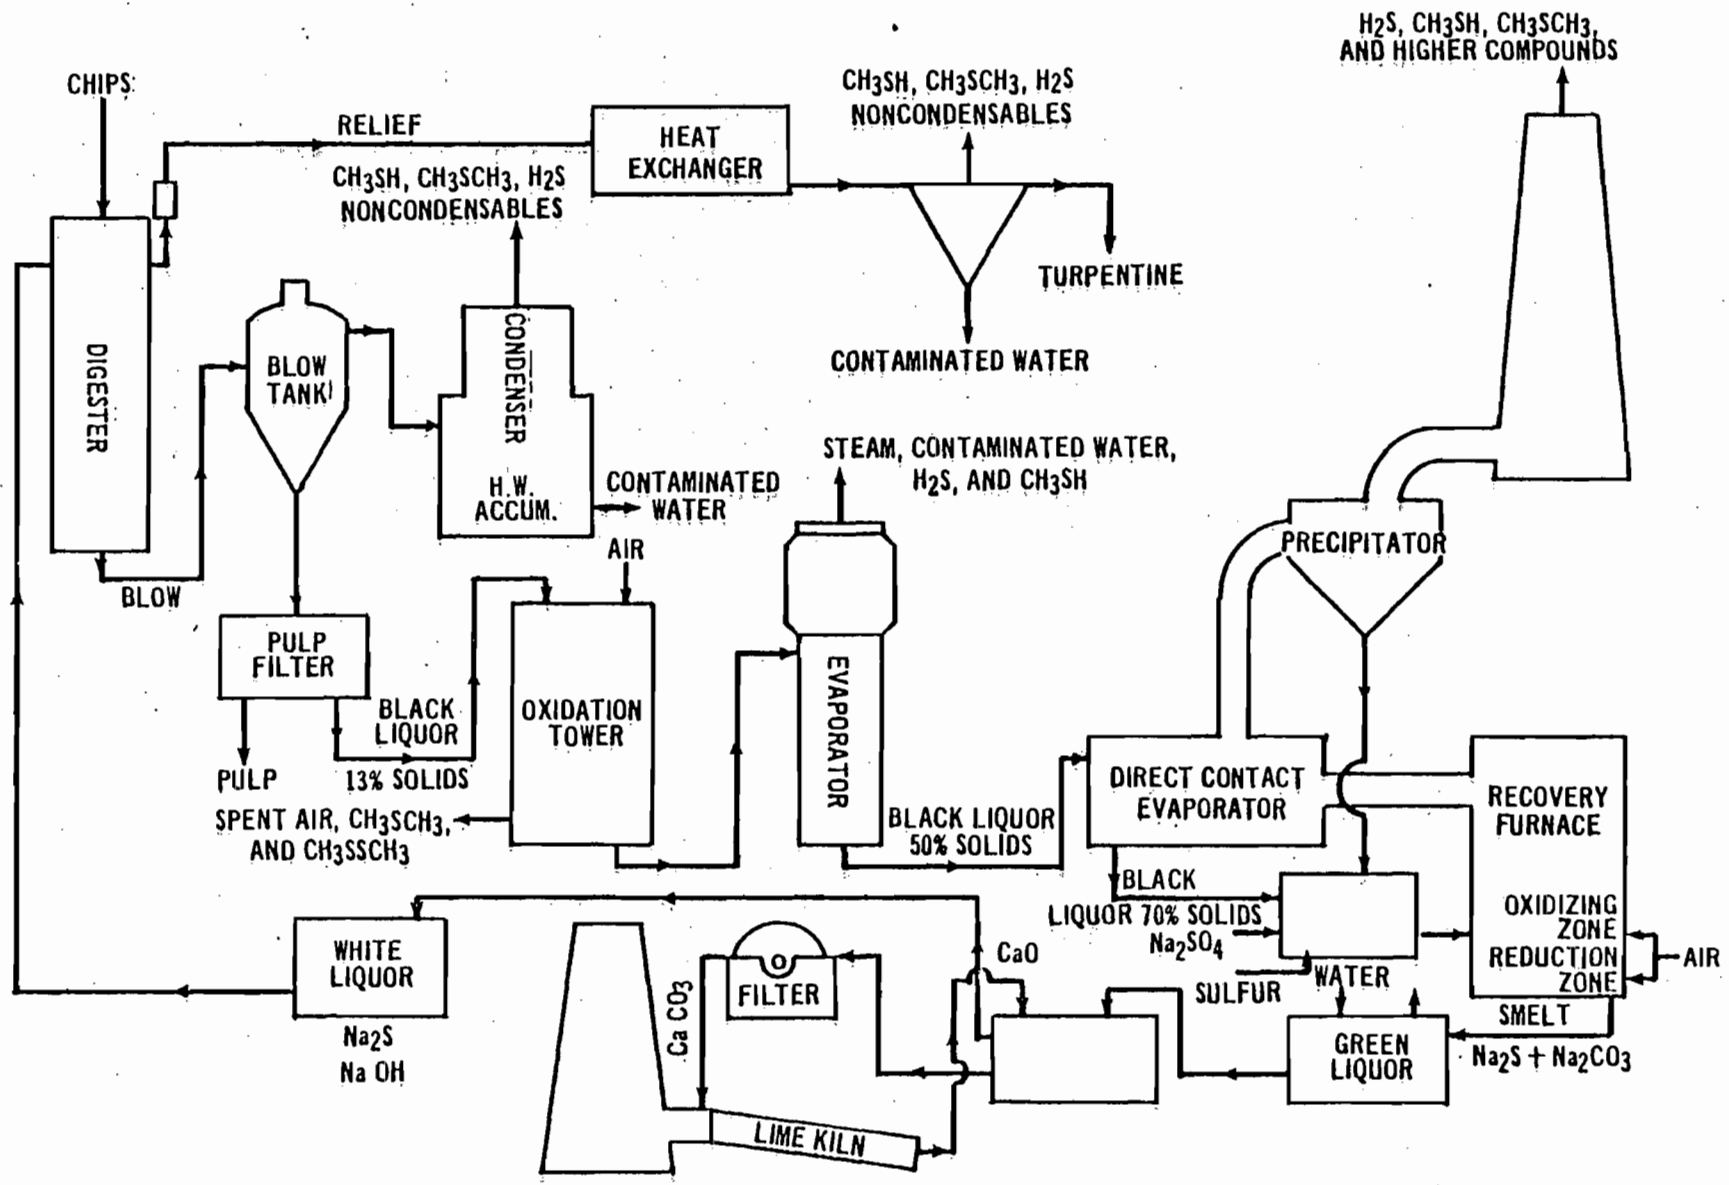 H2S, CH3SH, CH3SCH3,
AND HIGHER COMPOUNDS
CHIPS
RELIEF
HEAT
EXCHANGER
CH3SH, CH3SCH3, H2S
NONCONDENSABLES
CH3SH, CH3SCH3, H2S
NONCONDENSABLES
TURPENTINE
CONTAMINATED WATER
DIGESTER
BLOW
TANK
CONDENSER
H.W.
ACCUM.
CONTAMINATED
WATER
BLOW
STEAM, CONTAMINATED WATER,
H2S, AND CH3SH
PRECIPITATOR
AIR
PULP
FILTER
BLACK
LIQUOR
13% SOLIDS
PULP
OXIDATION
TOWER
SPENT AIR, CH3SCH3,
AND CH3SSCH3
EVAPORATOR
BLACK LIQUOR
50% SOLIDS
DIRECT CONTACT
EVAPORATOR
RECOVERY
FURNACE
OXIDIZING
ZONE
REDUCTION
ZONE
AIR
BLACK
LIQUOR 70% SOLIDS
Na2SO4
SULFUR
WATER
SMELT
Na2S + Na2CO3
GREEN
LIQUOR
CaO
FILTER
Ca CO3
LIME KILN
WHITE
LIQUOR
Na2S
Na OH